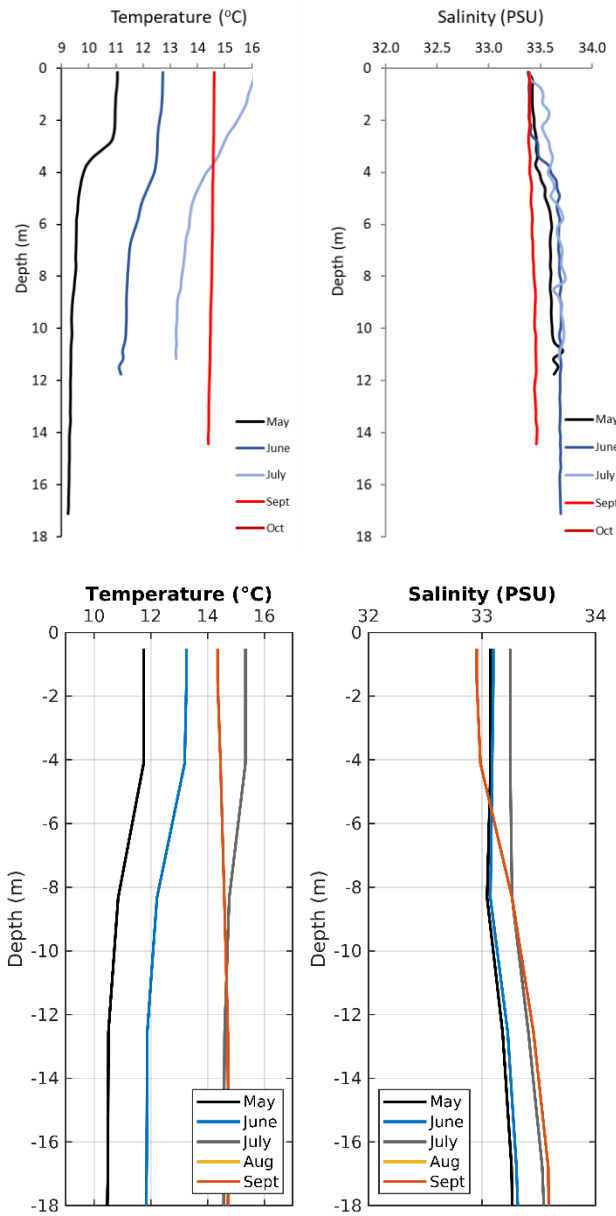 Temperature (°C)
9 10 11 12 13 14 15 16
0
2
4
6
8
10
12
14
16
18
Depth (m)
May
June
July
Sept
Oct
Salinity (PSU)
32.0 32.5 33.0 33.5 34.0
0
2
4
6
8
10
12
14
16
18
Depth (m)
May
June
July
Sept
Oct
Temperature (°C)
10 12 14 16
0
-2
-4
-6
-8
-10
-12
-14
-16
-18
Depth (m)
May
June
July
Aug
Sept
Salinity (PSU)
32 33 34
0
-2
-4
-6
-8
-10
-12
-14
-16
-18
Depth (m)
May
June
July
Aug
Sept